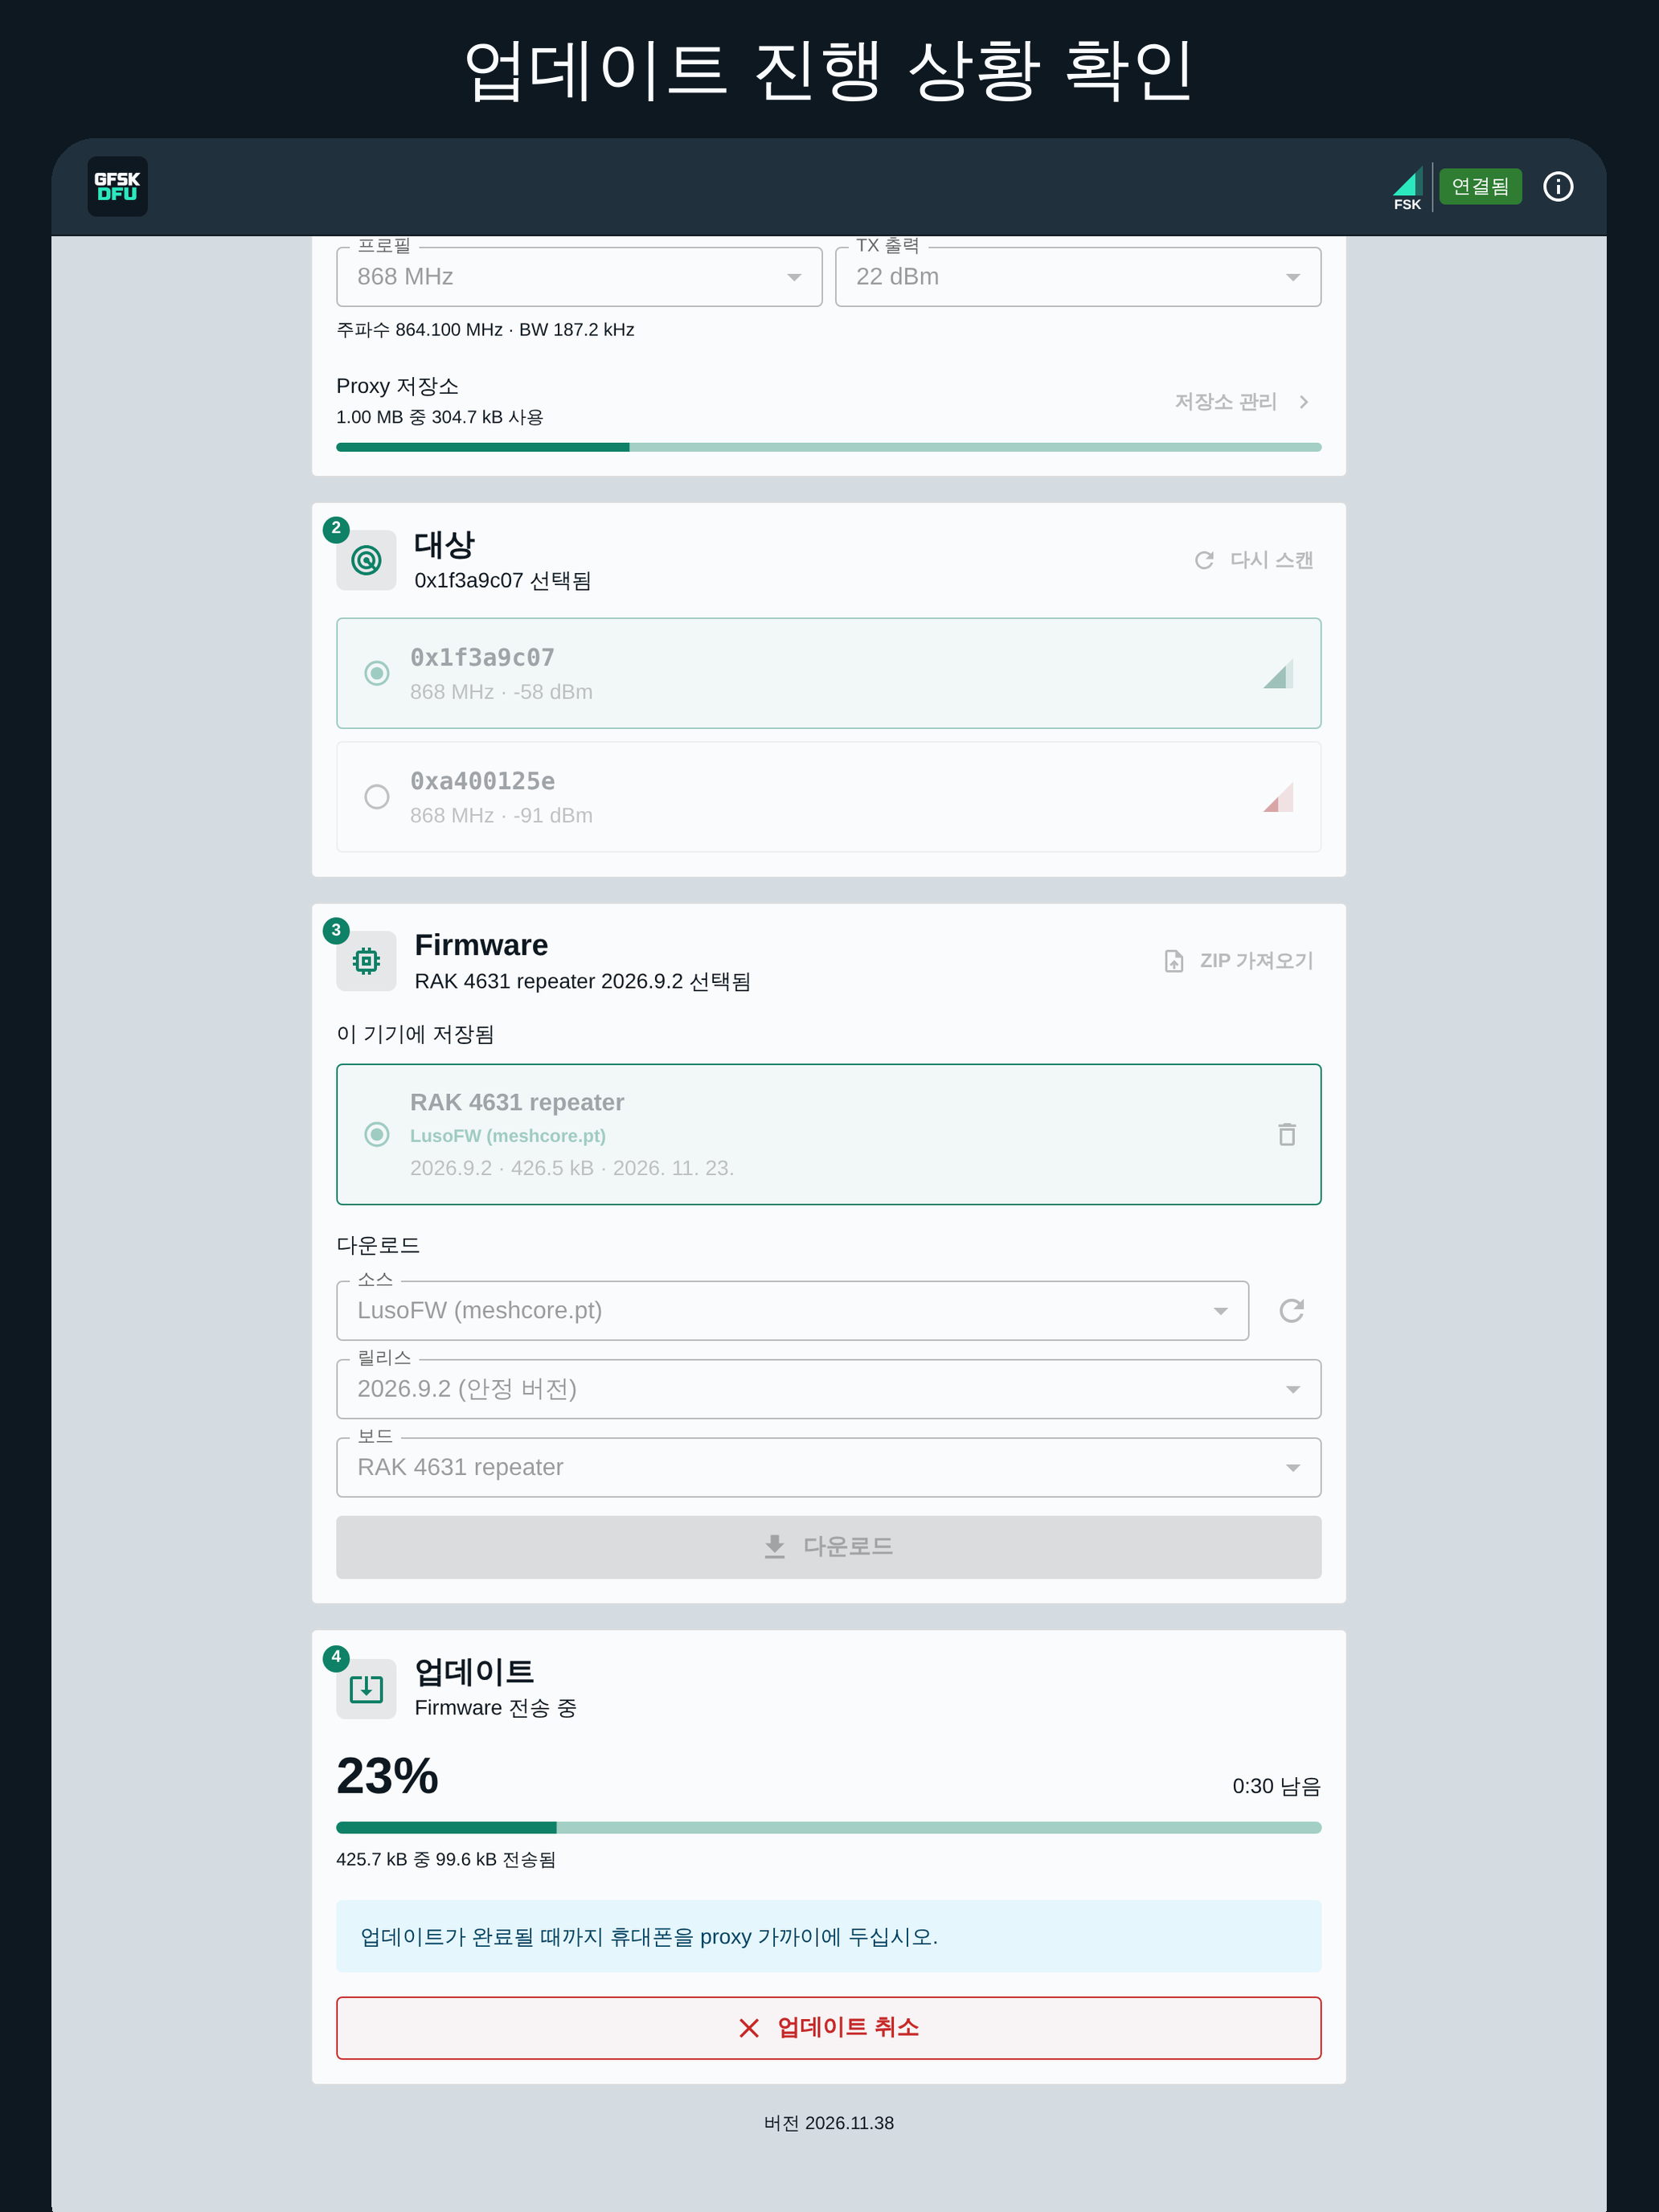 업데이트 진행 상황 확인
GFSK
DFU
FSK
연결됨
프로필
868 MHz
TX 출력
22 dBm
주파수 864.100 MHz · BW 187.2 kHz
Proxy 저장소
1.00 MB 중 304.7 kB 사용
저장소 관리
2
대상
0x1f3a9c07 선택됨
다시 스캔
0x1f3a9c07
868 MHz · -58 dBm
0xa400125e
868 MHz · -91 dBm
3
Firmware
RAK 4631 repeater 2026.9.2 선택됨
ZIP 가져오기
이 기기에 저장됨
RAK 4631 repeater
LusoFW (meshcore.pt)
2026.9.2 · 426.5 kB · 2026. 11. 23.
다운로드
소스
LusoFW (meshcore.pt)
릴리스
2026.9.2 (안정 버전)
보드
RAK 4631 repeater
다운로드
4
업데이트
Firmware 전송 중
23%
0:30 남음
425.7 kB 중 99.6 kB 전송됨
업데이트가 완료될 때까지 휴대폰을 proxy 가까이에 두십시오.
업데이트 취소
버전 2026.11.38